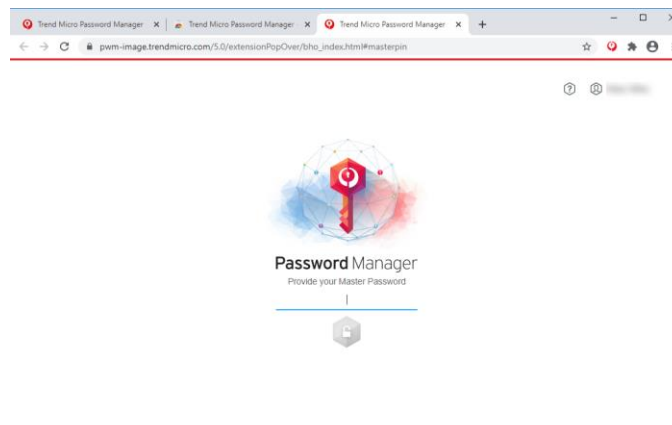 Trend Micro Password Manager
Trend Micro Password Manager
Trend Micro Password Manager
pwm-image.trendmicro.com/5.0/extensionPopOver/bho_index.html#masterpin
Password Manager
Provide your Master Password